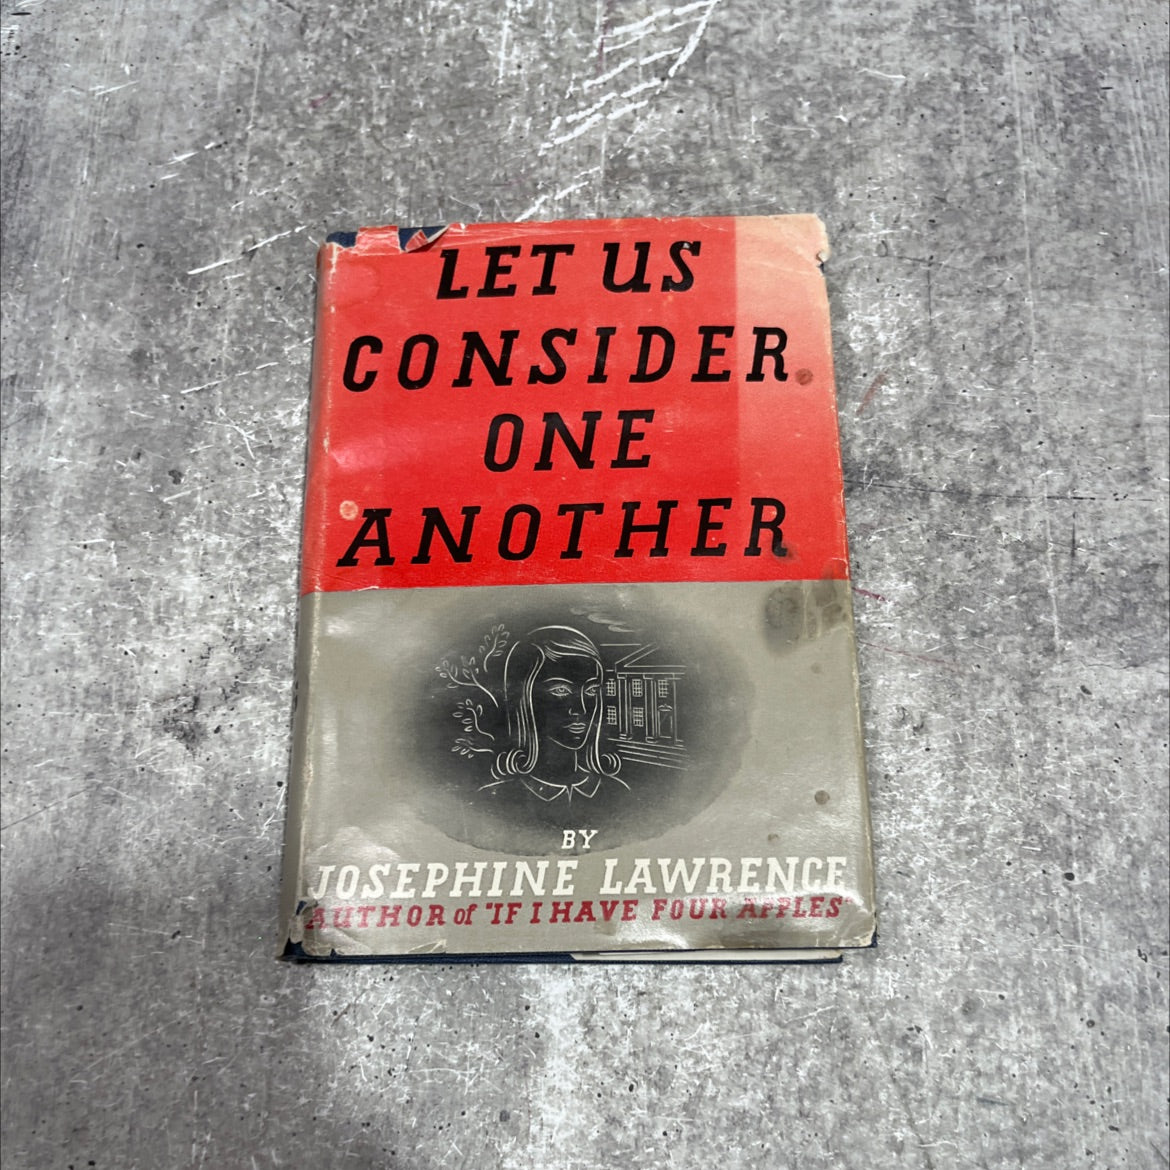 LET US
CONSIDER
ONE
ANOTHER
BY
JOSEPHINE LAWRENCE
AUTHOR of "IF I HAVE FOUR APPLES"